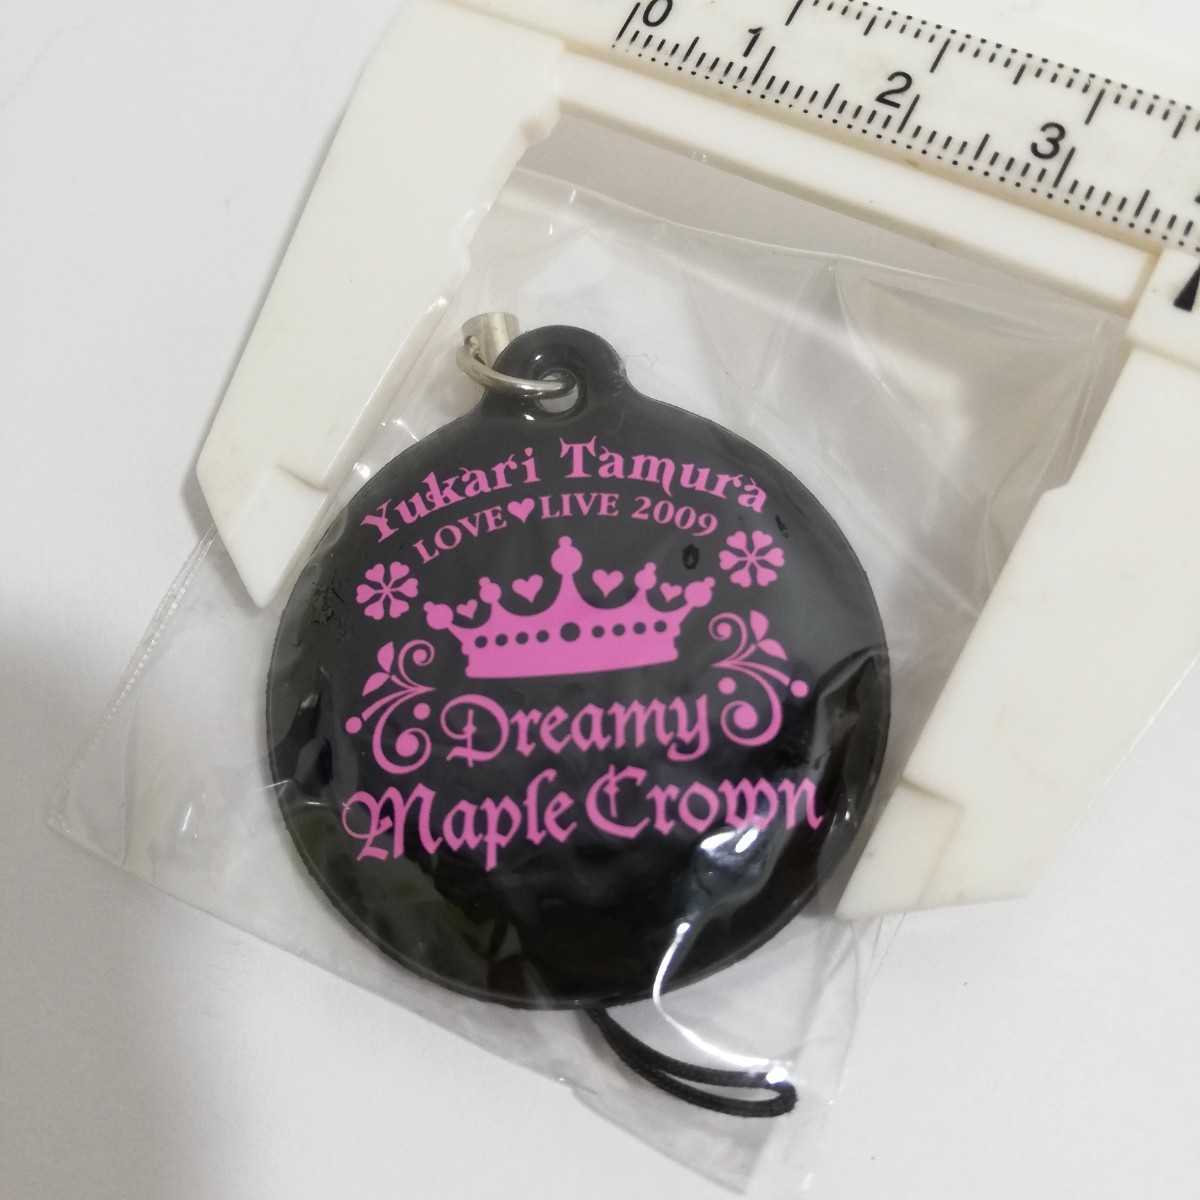 0 1 2 3
Yukari Tamura
LOVE♥LIVE 2009
Dreamy
Maple Crown